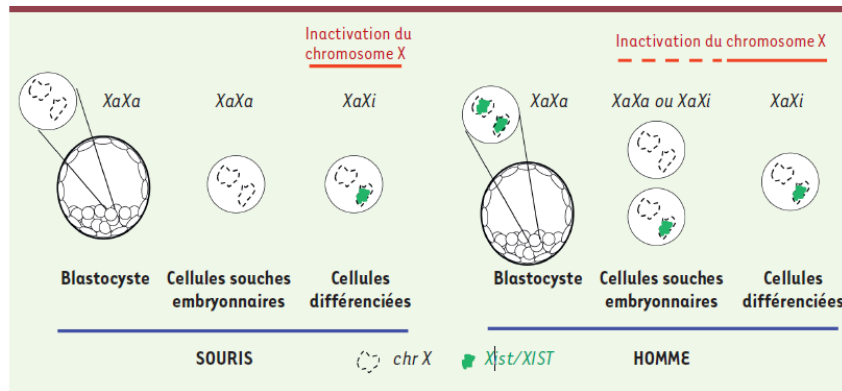 Inactivation du
chromosome X
Inactivation du chromosome X
XaXa
XaXa
XaXi
XaXa
XaXa ou XaXi
XaXi
Blastocyste
Cellules souches
embryonnaires
Cellules
différenciées
Blastocyste
Cellules souches
embryonnaires
Cellules
différenciées
SOURIS
chr X
Xist/XIST
HOMME